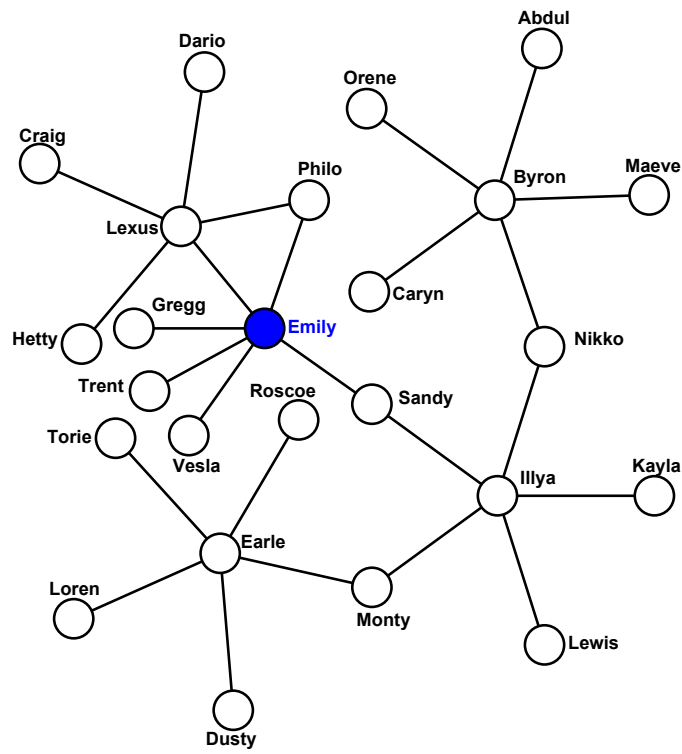 Abdul
Dario
Orene
Craig
Philo
Byron
Maeve
Lexus
Caryn
Gregg
Emily
Hetty
Nikko
Trent
Roscoe
Sandy
Torie
Vesla
Kayla
Illya
Earle
Loren
Monty
Lewis
Dusty